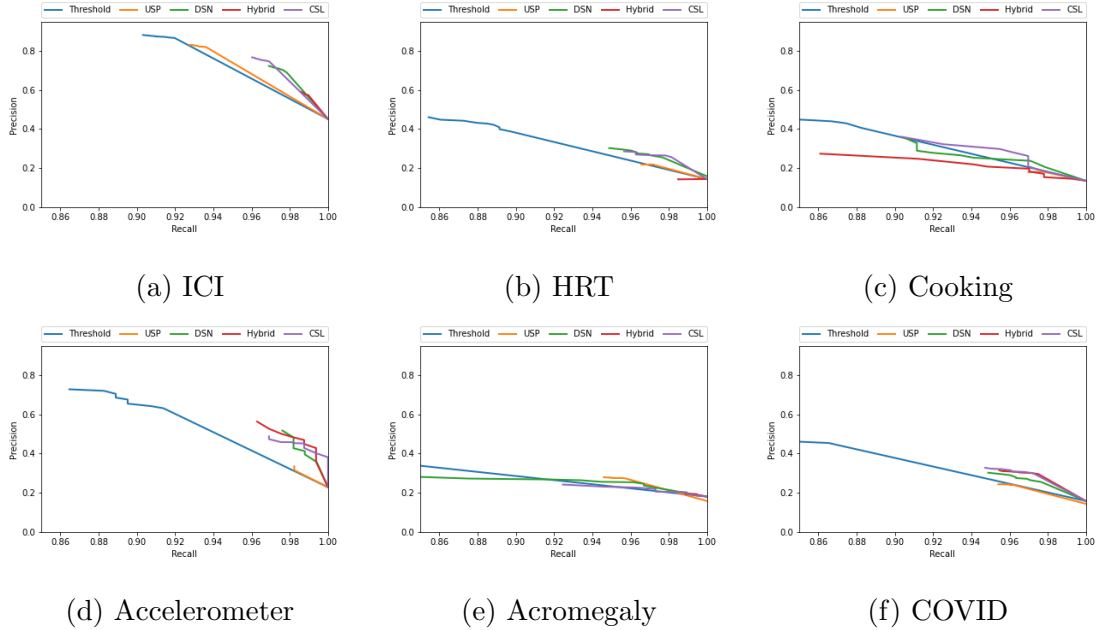 Threshold USP DSN Hybrid CSL
Precision
0.8
0.6
0.4
0.2
0.0
0.86 0.88 0.90 0.92 0.94 0.96 0.98 1.00
Recall
(a) ICI
Threshold USP DSN Hybrid CSL
Precision
0.8
0.6
0.4
0.2
0.0
0.86 0.88 0.90 0.92 0.94 0.96 0.98 1.00
Recall
(b) HRT
Threshold USP DSN Hybrid CSL
Precision
0.8
0.6
0.4
0.2
0.0
0.86 0.88 0.90 0.92 0.94 0.96 0.98 1.00
Recall
(c) Cooking
Threshold USP DSN Hybrid CSL
Precision
0.8
0.6
0.4
0.2
0.0
0.86 0.88 0.90 0.92 0.94 0.96 0.98 1.00
Recall
(d) Accelerometer
Threshold USP DSN Hybrid CSL
Precision
0.8
0.6
0.4
0.2
0.0
0.86 0.88 0.90 0.92 0.94 0.96 0.98 1.00
Recall
(e) Acromegaly
Threshold USP DSN Hybrid CSL
Precision
0.8
0.6
0.4
0.2
0.0
0.86 0.88 0.90 0.92 0.94 0.96 0.98 1.00
Recall
(f) COVID